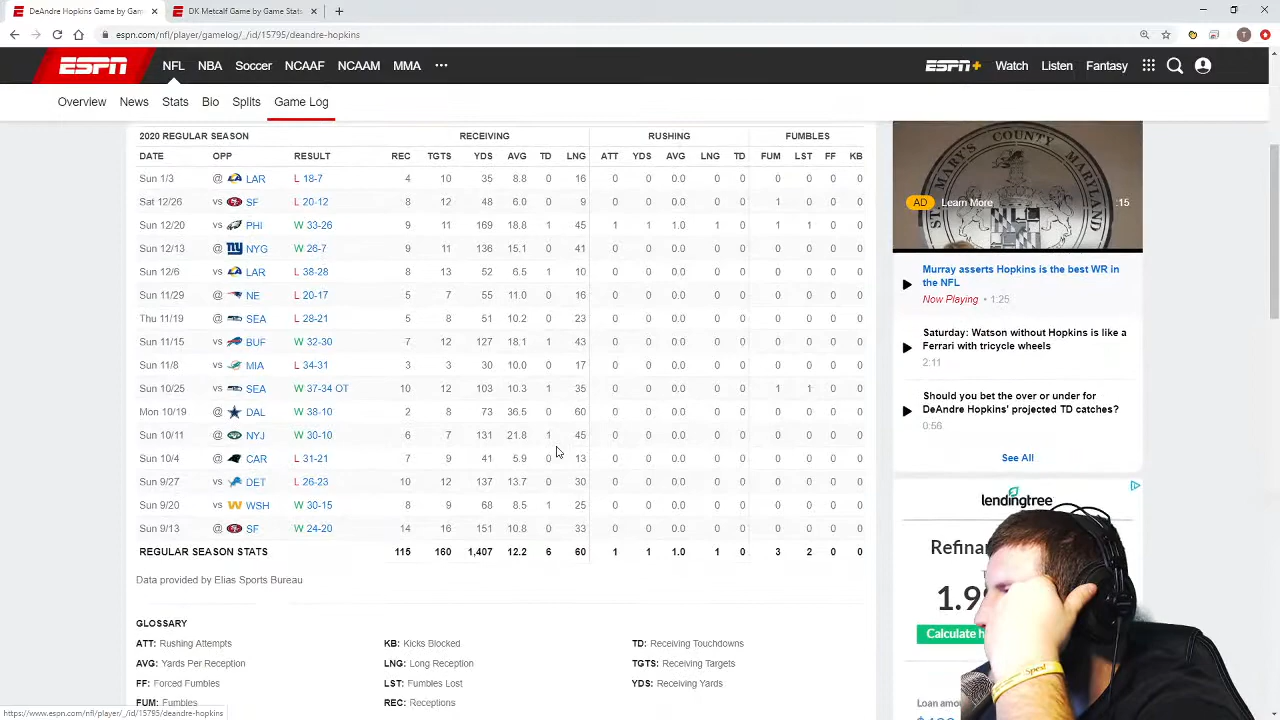 DeAndre Hopkins Game by Gam
DK Metcalf Game by Game Stats
espn.com/nfl/player/gamelog/_/id/15795/deandre-hopkins
ESPN NFL NBA Soccer NCAAF NCAAM MMA ESPN+ Watch Listen Fantasy
Overview News Stats Bio Splits Game Log
2020 REGULAR SEASON RECEIVING RUSHING FUMBLES
DATE OPP RESULT REC TGTS YDS AVG TD LNG ATT YDS AVG LNG TD FUM LST FF KB
Sun 1/3 @ LAR L 18-7 4 10 35 8.8 0 16 0 0 0.0 0 0 0 0 0 0
Sat 12/26 vs SF L 20-12 8 12 48 6.0 0 9 0 0 0.0 0 0 1 0 0 0
Sun 12/20 vs PHI W 33-26 9 11 169 18.8 1 45 1 1 1.0 1 0 1 1 0 0
Sun 12/13 @ NYG W 26-7 9 11 136 15.1 0 41 0 0 0.0 0 0 0 0 0 0
Sun 12/6 vs LAR L 38-28 8 13 52 6.5 1 10 0 0 0.0 0 0 0 0 0 0
Sun 11/29 @ NE L 20-17 5 7 55 11.0 0 16 0 0 0.0 0 0 0 0 0 0
Thu 11/19 @ SEA L 28-21 5 8 51 10.2 0 23 0 0 0.0 0 0 0 0 0 0
Sun 11/15 vs BUF W 32-30 7 12 127 18.1 1 43 0 0 0.0 0 0 0 0 0 0
Sun 11/8 vs MIA L 34-31 3 3 30 10.0 0 17 0 0 0.0 0 0 0 0 0 0
Sun 10/25 vs SEA W 37-34 OT 10 12 103 10.3 1 35 0 0 0.0 0 0 1 1 0 0
Mon 10/19 @ DAL W 38-10 2 8 73 36.5 0 60 0 0 0.0 0 0 0 0 0 0
Sun 10/11 @ NYJ W 30-10 6 7 131 21.8 1 45 0 0 0.0 0 0 0 0 0 0
Sun 10/4 @ CAR L 31-21 7 9 41 5.9 0 13 0 0 0.0 0 0 0 0 0 0
Sun 9/27 vs DET L 26-23 10 12 137 13.7 0 30 0 0 0.0 0 0 0 0 0 0
Sun 9/20 vs WSH W 30-15 8 9 68 8.5 1 25 0 0 0.0 0 0 0 0 0 0
Sun 9/13 @ SF W 24-20 14 16 151 10.8 0 33 0 0 0.0 0 0 0 0 0 0
REGULAR SEASON STATS 115 160 1,407 12.2 6 60 1 1 1.0 1 0 3 2 0 0
Data provided by Elias Sports Bureau
GLOSSARY
ATT: Rushing Attempts KB: Kicks Blocked TD: Receiving Touchdowns
AVG: Yards Per Reception LNG: Long Reception TGTS: Receiving Targets
FF: Forced Fumbles LST: Fumbles Lost YDS: Receiving Yards
FUM: Fumbles REC: Receptions
ST. MARY'S COUNTY MARYLAND
AD Learn More :15
Murray asserts Hopkins is the best WR in
the NFL
Now Playing • 1:25
Saturday: Watson without Hopkins is like a
Ferrari with tricycle wheels
2:11
Should you bet the over or under for
DeAndre Hopkins' projected TD catches?
0:56
See All
lendingtree
Refinan
1.9
Calculate
Loan amou
https://www.espn.com/nfl/player/_/id/15795/deandre-hopkins